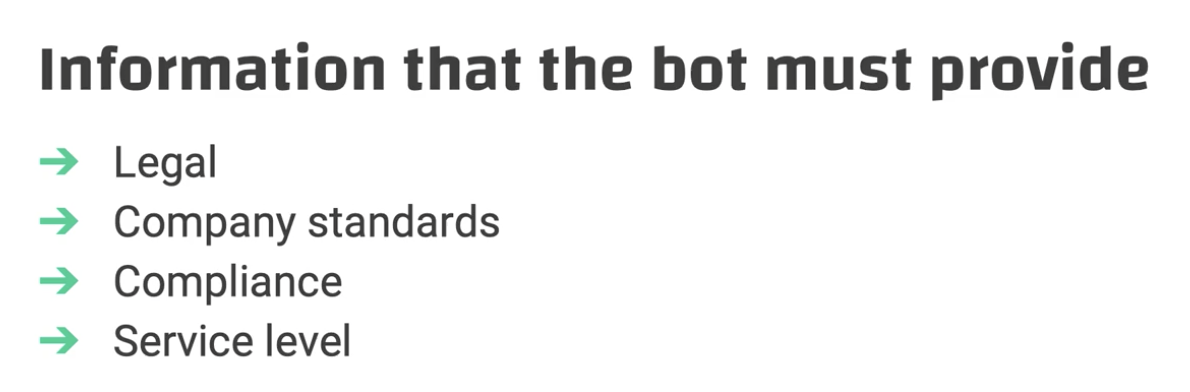 Information that the bot must provide
➔ Legal
➔ Company standards
➔ Compliance
➔ Service level